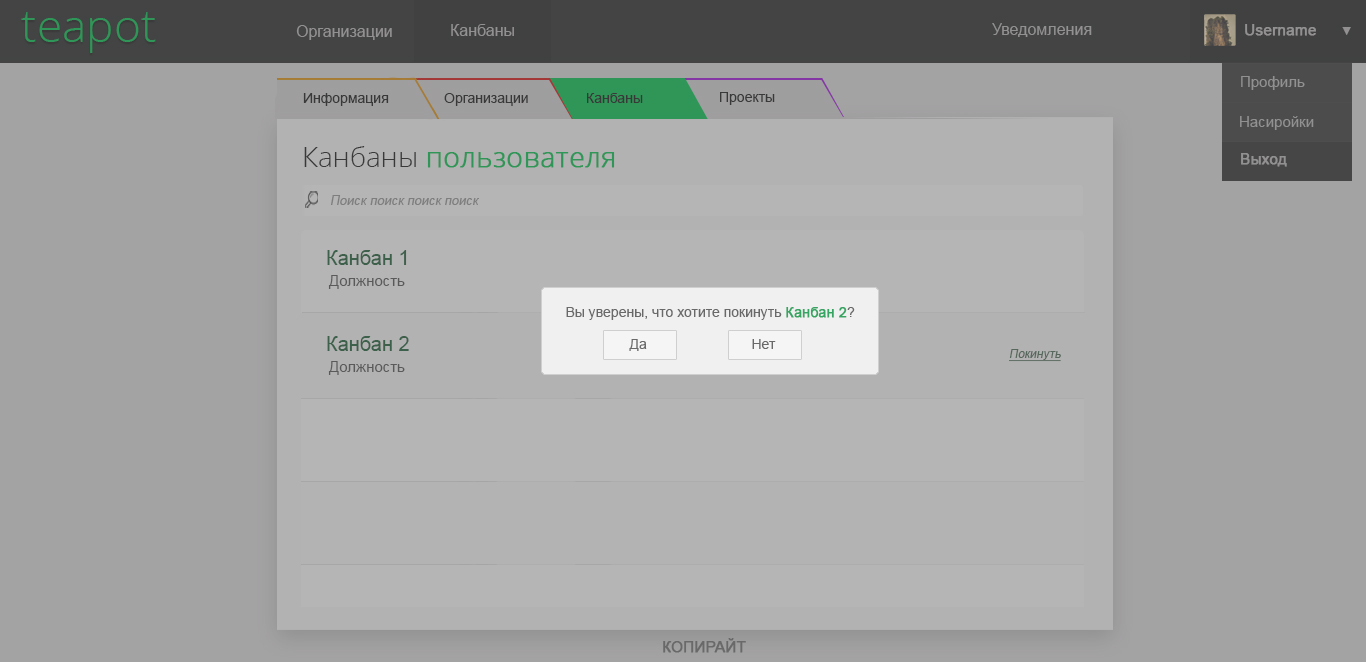 teapot
Организации
Канбаны
Уведомления
Username ▼
Профиль
Насиройки
Выход
Информация
Организации
Канбаны
Проекты
Канбаны пользователя
Поиск поиск поиск поиск
Канбан 1
Должность
Вы уверены, что хотите покинуть Канбан 2?
Да
Нет
Канбан 2
Должность
Покинуть
КОПИРАЙТ